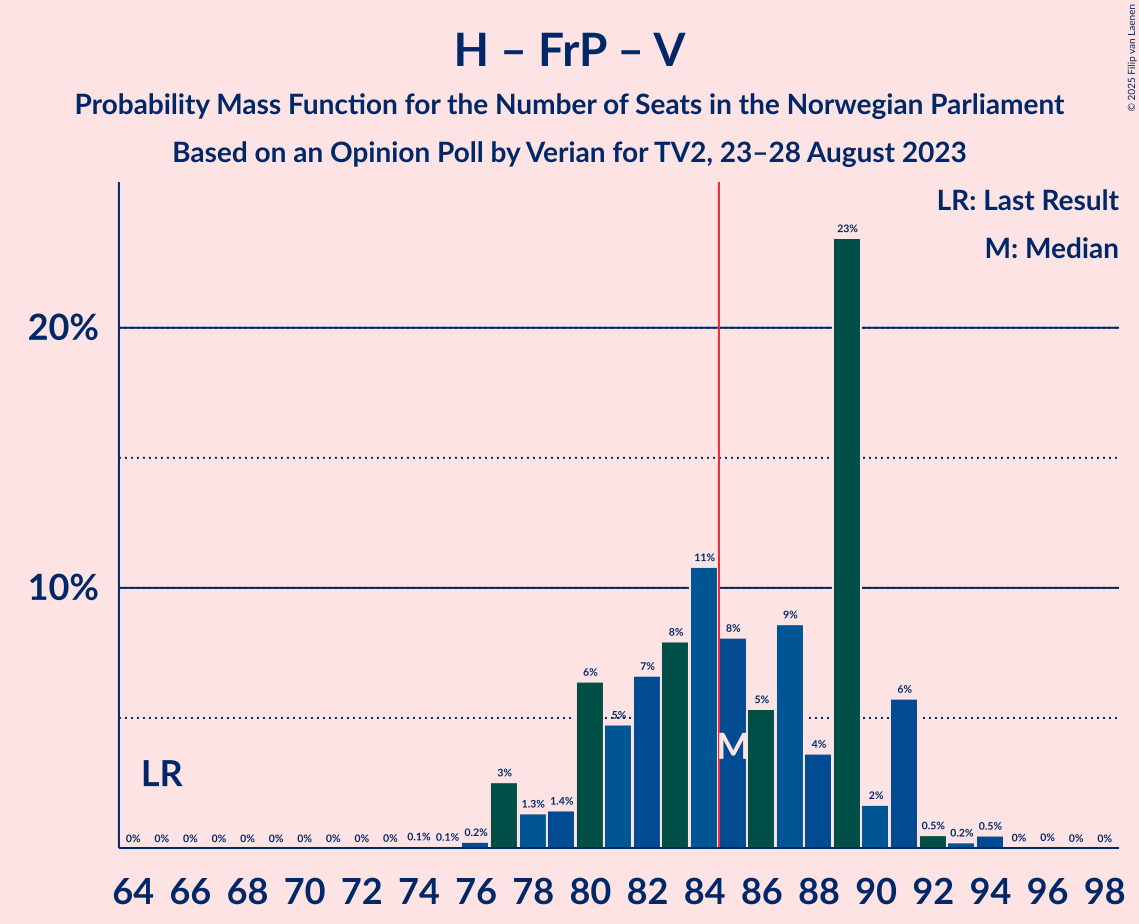 H – FrP – V
Probability Mass Function for the Number of Seats in the Norwegian Parliament
Based on an Opinion Poll by Verian for TV2, 23–28 August 2023
© 2025 Filip van Laenen
LR: Last Result
M: Median
20%
10%
LR
M
0% 0% 0% 0% 0% 0% 0% 0% 0% 0% 0.1% 0.1% 0.2% 3% 1.3% 1.4% 6% 5% 7% 8% 11% 8% 5% 9% 4% 23% 2% 6% 0.5% 0.2% 0.5% 0% 0% 0% 0%
64 66 68 70 72 74 76 78 80 82 84 86 88 90 92 94 96 98